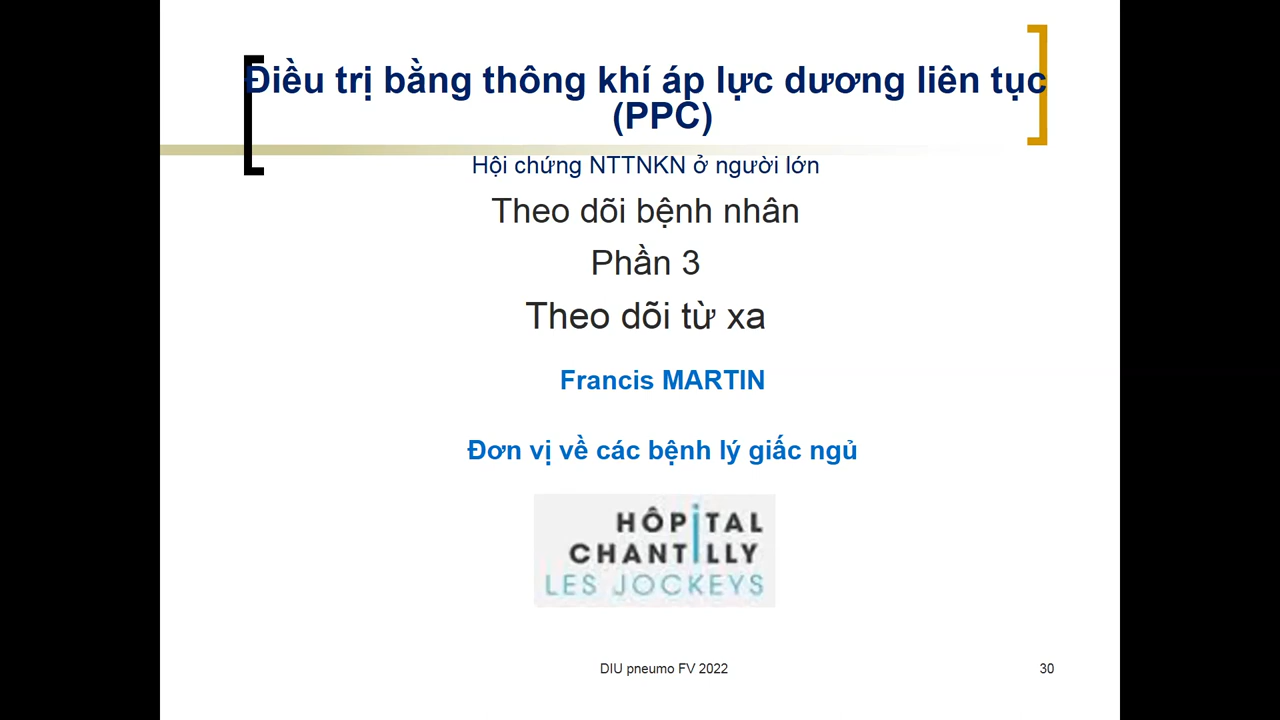 Điều trị bằng thông khí áp lực dương liên tục
(PPC)
Hội chứng NTTNKN ở người lớn
Theo dõi bệnh nhân
Phần 3
Theo dõi từ xa
Francis MARTIN
Đơn vị về các bệnh lý giấc ngủ
HÔPITAL
CHANTILLY
LES JOCKEYS
DIU pneumo FV 2022
30